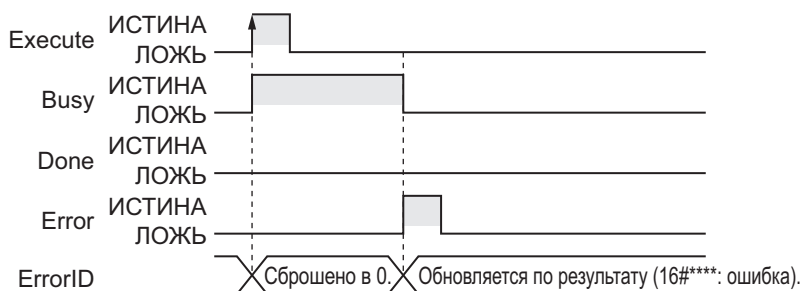 Execute ИСТИНА
ЛОЖЬ
Busy ИСТИНА
ЛОЖЬ
Done ИСТИНА
ЛОЖЬ
Error ИСТИНА
ЛОЖЬ
ErrorID Сброшено в 0. Обновляется по результату (16#****: ошибка).